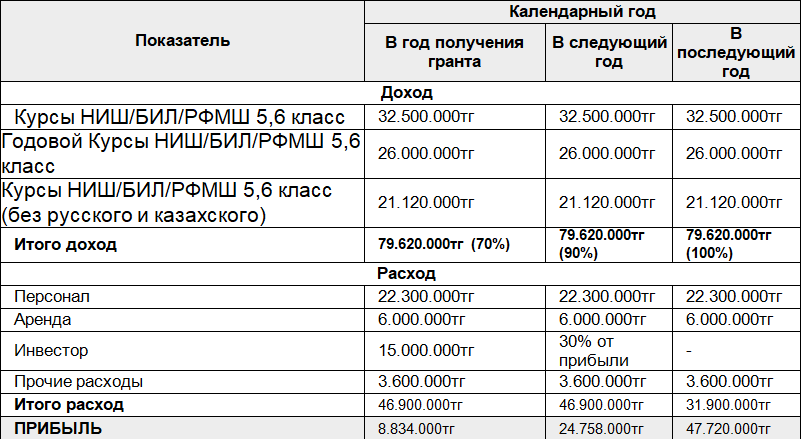 Показатель
Календарный год
В год получения
гранта
В следующий
год
В
последующий
год
Доход
Курсы НИШ/БИЛ/РФМШ 5,6 класс
32.500.000тг
32.500.000тг
32.500.000тг
Годовой Курсы НИШ/БИЛ/РФМШ 5,6
класс
26.000.000тг
26.000.000тг
26.000.000тг
Курсы НИШ/БИЛ/РФМШ 5,6 класс
(без русского и казахского)
21.120.000тг
21.120.000тг
21.120.000тг
Итого доход
79.620.000тг (70%)
79.620.000тг
(90%)
79.620.000тг
(100%)
Расход
Персонал
22.300.000тг
22.300.000тг
22.300.000тг
Аренда
6.000.000тг
6.000.000тг
6.000.000тг
Инвестор
15.000.000тг
30% от
прибыли
-
Прочие расходы
3.600.000тг
3.600.000тг
3.600.000тг
Итого расход
46.900.000тг
46.900.000тг
31.900.000тг
ПРИБЫЛЬ
8.834.000тг
24.758.000тг
47.720.000тг